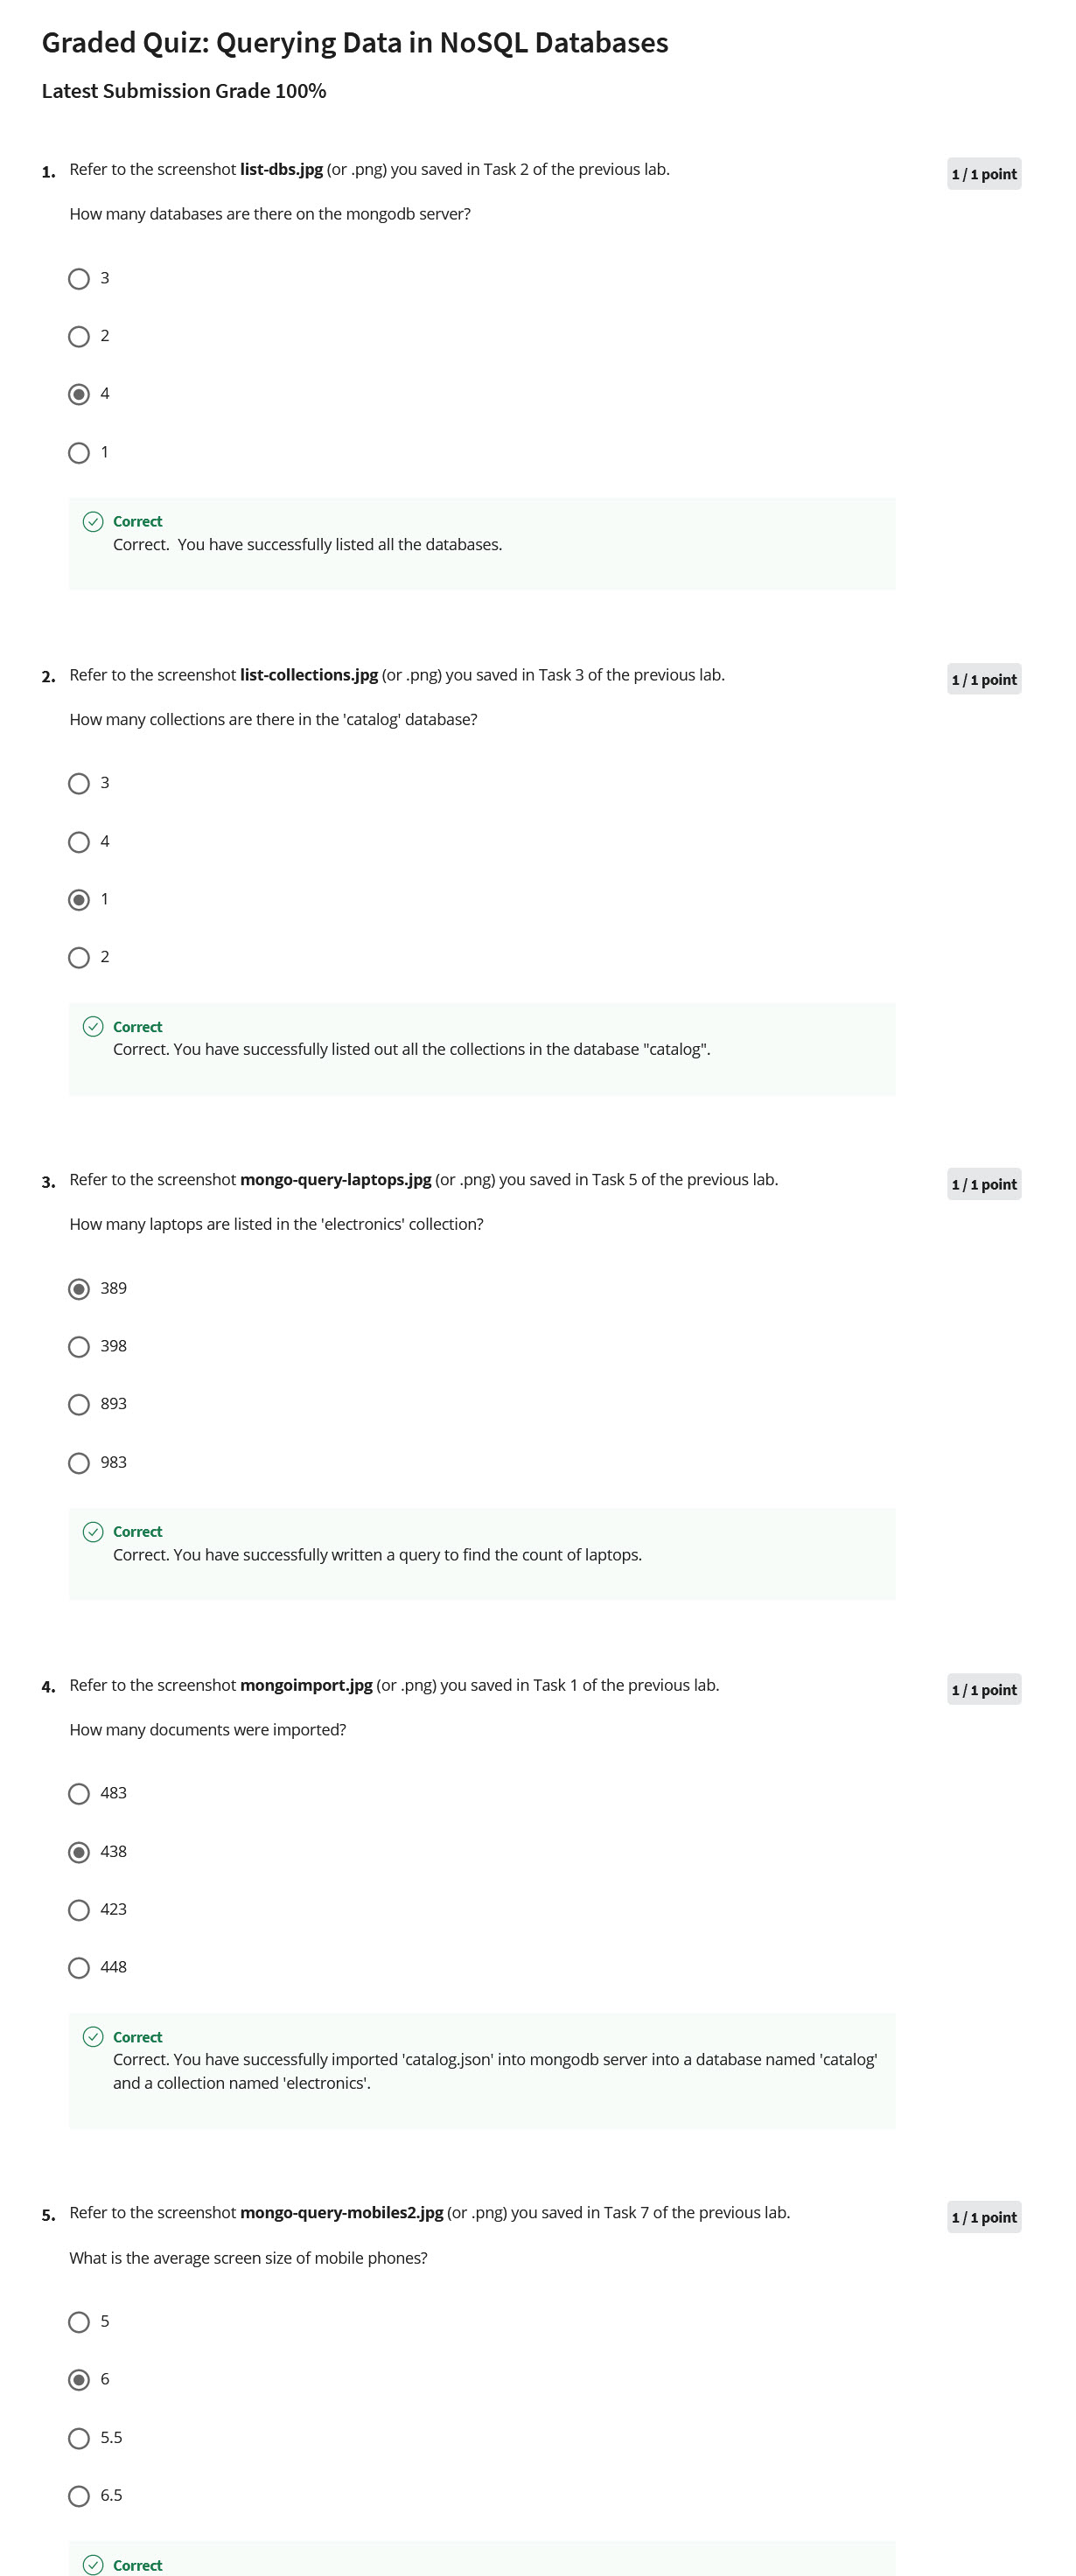 Graded Quiz: Querying Data in NoSQL Databases
Latest Submission Grade 100%
1. Refer to the screenshot list-dbs.jpg (or .png) you saved in Task 2 of the previous lab.
1 / 1 point
How many databases are there on the mongodb server?
3
2
4
1
Correct
Correct.  You have successfully listed all the databases.
2. Refer to the screenshot list-collections.jpg (or .png) you saved in Task 3 of the previous lab.
1 / 1 point
How many collections are there in the 'catalog' database?
3
4
1
2
Correct
Correct. You have successfully listed out all the collections in the database "catalog".
3. Refer to the screenshot mongo-query-laptops.jpg (or .png) you saved in Task 5 of the previous lab.
1 / 1 point
How many laptops are listed in the 'electronics' collection?
389
398
893
983
Correct
Correct. You have successfully written a query to find the count of laptops.
4. Refer to the screenshot mongoimport.jpg (or .png) you saved in Task 1 of the previous lab.
1 / 1 point
How many documents were imported?
483
438
423
448
Correct
Correct. You have successfully imported 'catalog.json' into mongodb server into a database named 'catalog'
and a collection named 'electronics'.
5. Refer to the screenshot mongo-query-mobiles2.jpg (or .png) you saved in Task 7 of the previous lab.
1 / 1 point
What is the average screen size of mobile phones?
5
6
5.5
6.5
Correct